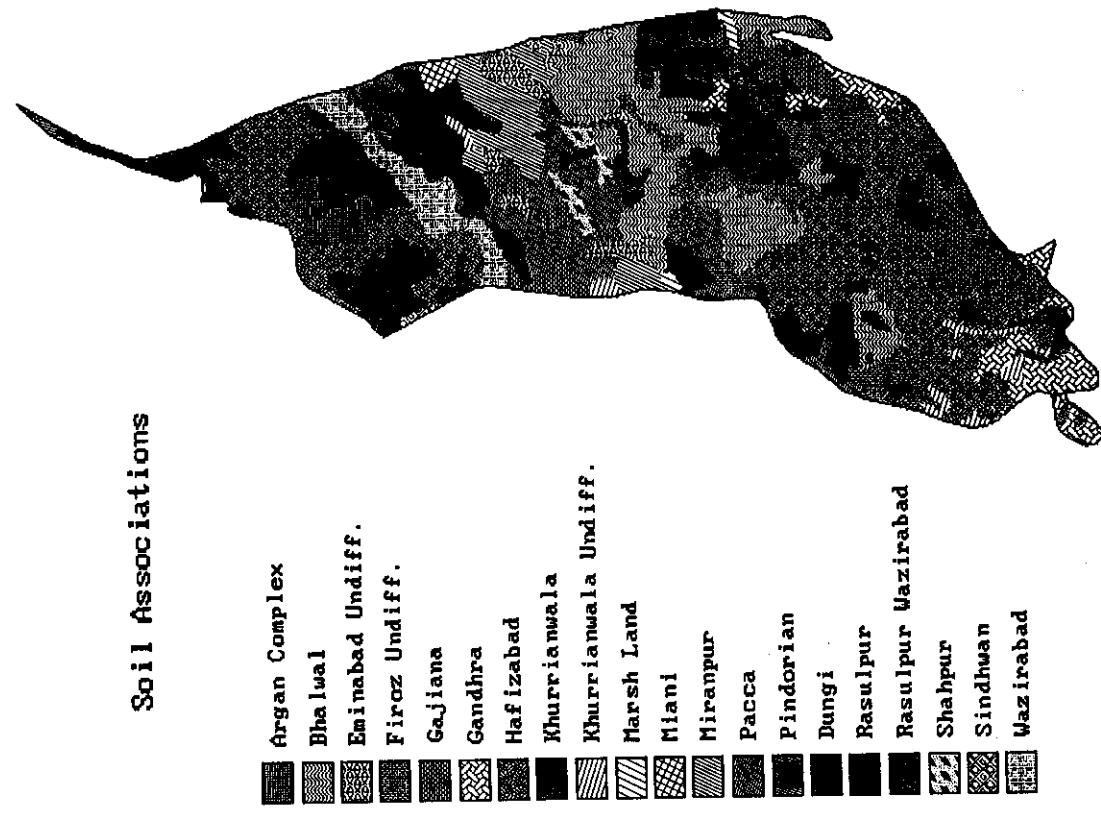 Soil Associations
Argan Complex
Bhalwal
Eminabad Undiff.
Firoz Undiff.
Gajiana
Gandhra
Hafizabad
Khurrianwala
Khurrianwala Undiff.
Marsh Land
Miani
Miranpur
Pacca
Pindorian
Dungi
Rasulpur
Rasulpur Wazirabad
Shahpur
Sindhwan
Wazirabad